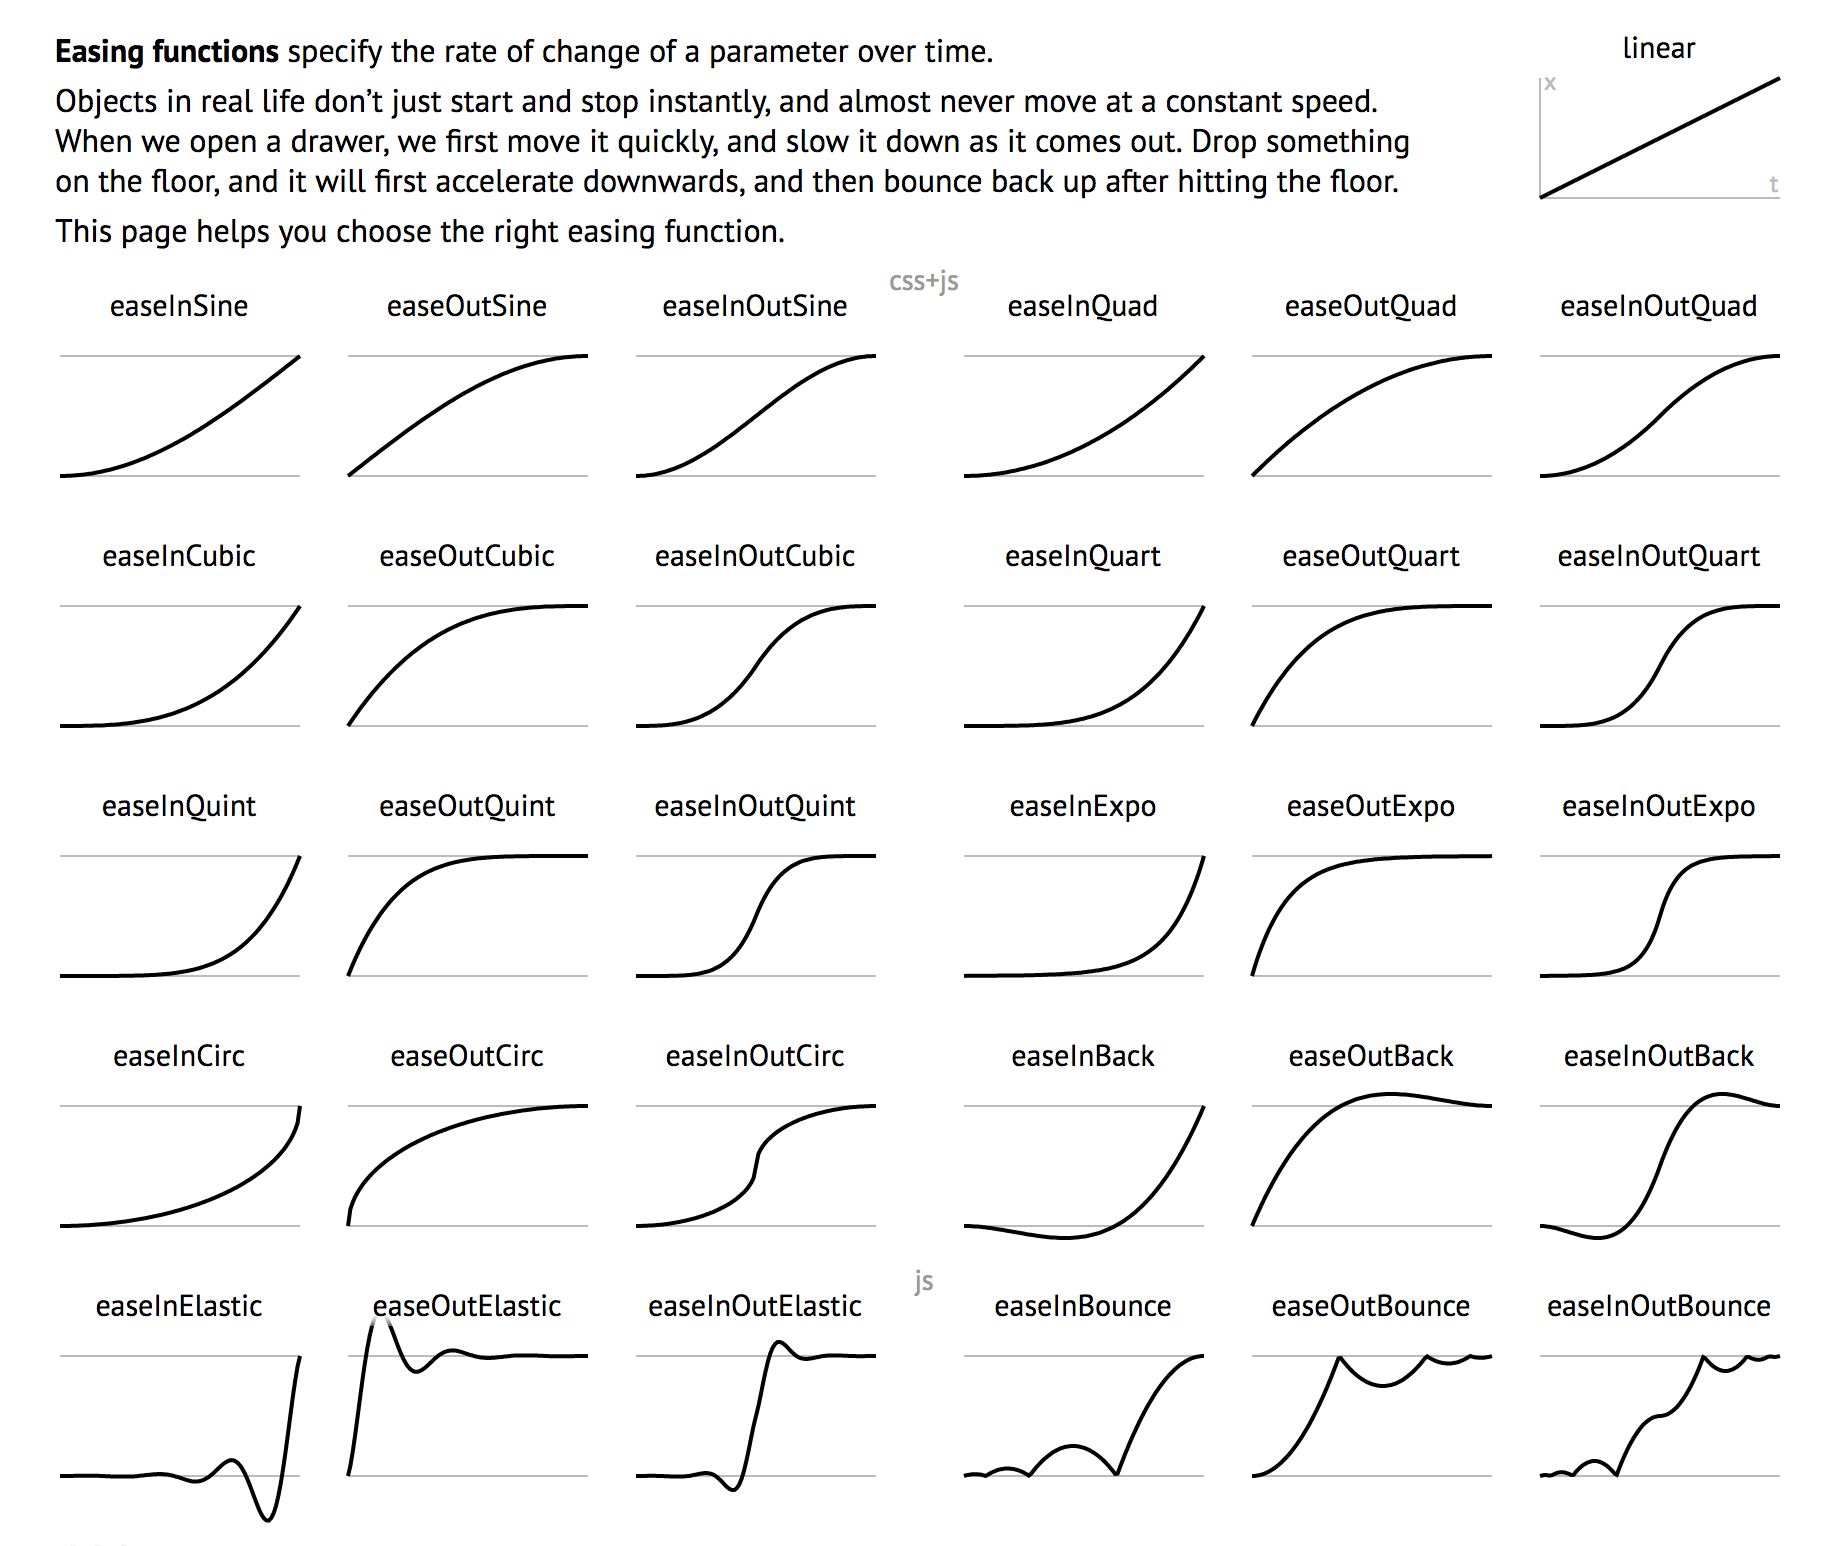 Easing functions specify the rate of change of a parameter over time.
Objects in real life don’t just start and stop instantly, and almost never move at a constant speed.
When we open a drawer, we first move it quickly, and slow it down as it comes out. Drop something
on the floor, and it will first accelerate downwards, and then bounce back up after hitting the floor.
This page helps you choose the right easing function.
linear
x
t
css+js
easeInSine easeOutSine easeInOutSine easeInQuad easeOutQuad easeInOutQuad
easeInCubic easeOutCubic easeInOutCubic easeInQuart easeOutQuart easeInOutQuart
easeInQuint easeOutQuint easeInOutQuint easeInExpo easeOutExpo easeInOutExpo
easeInCirc easeOutCirc easeInOutCirc easeInBack easeOutBack easeInOutBack
js
easeInElastic easeOutElastic easeInOutElastic easeInBounce easeOutBounce easeInOutBounce